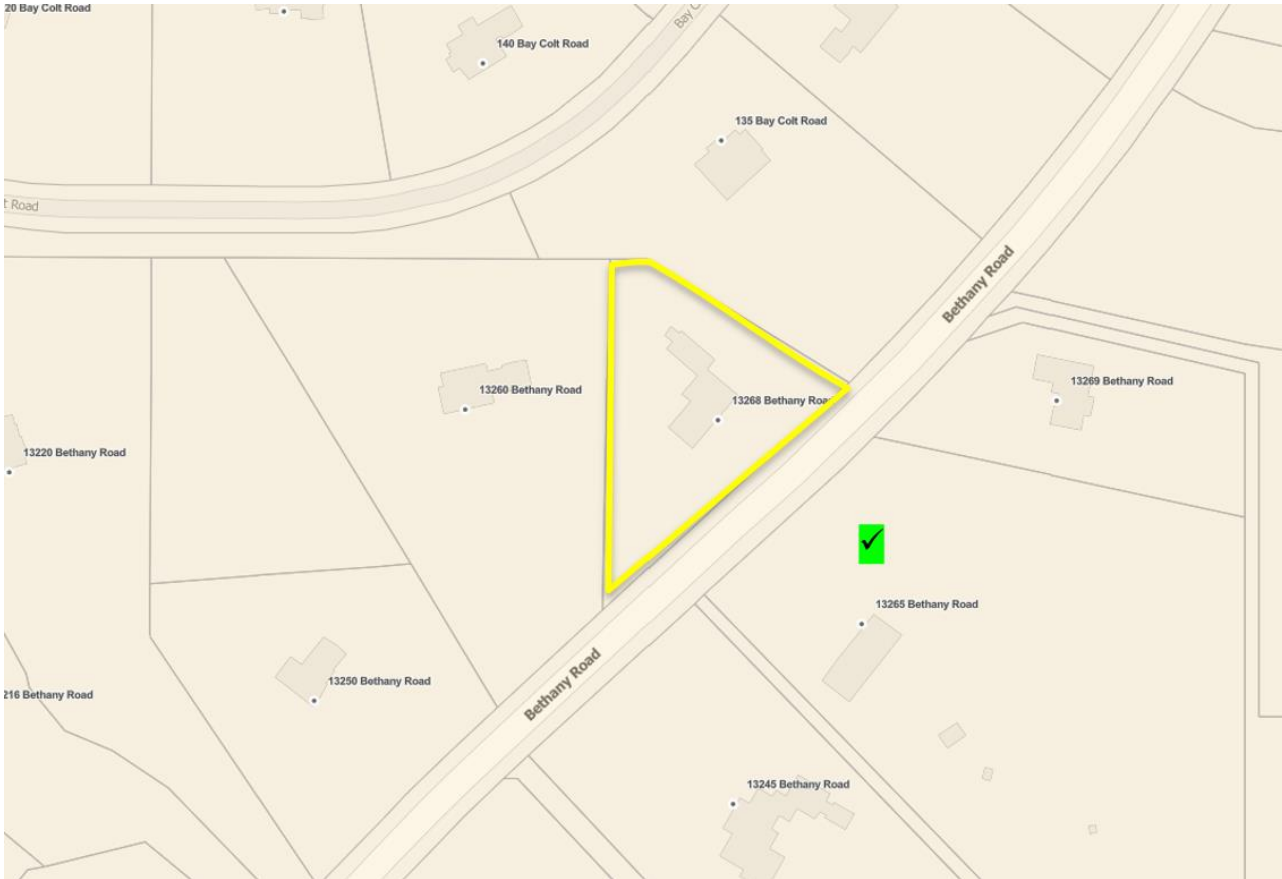 20 Bay Colt Road
140 Bay Colt Road
Bay C
135 Bay Colt Road
t Road
Bethany Road
13260 Bethany Road
13268 Bethany Road
13269 Bethany Road
13220 Bethany Road
✓
13265 Bethany Road
13250 Bethany Road
216 Bethany Road
Bethany Road
13245 Bethany Road